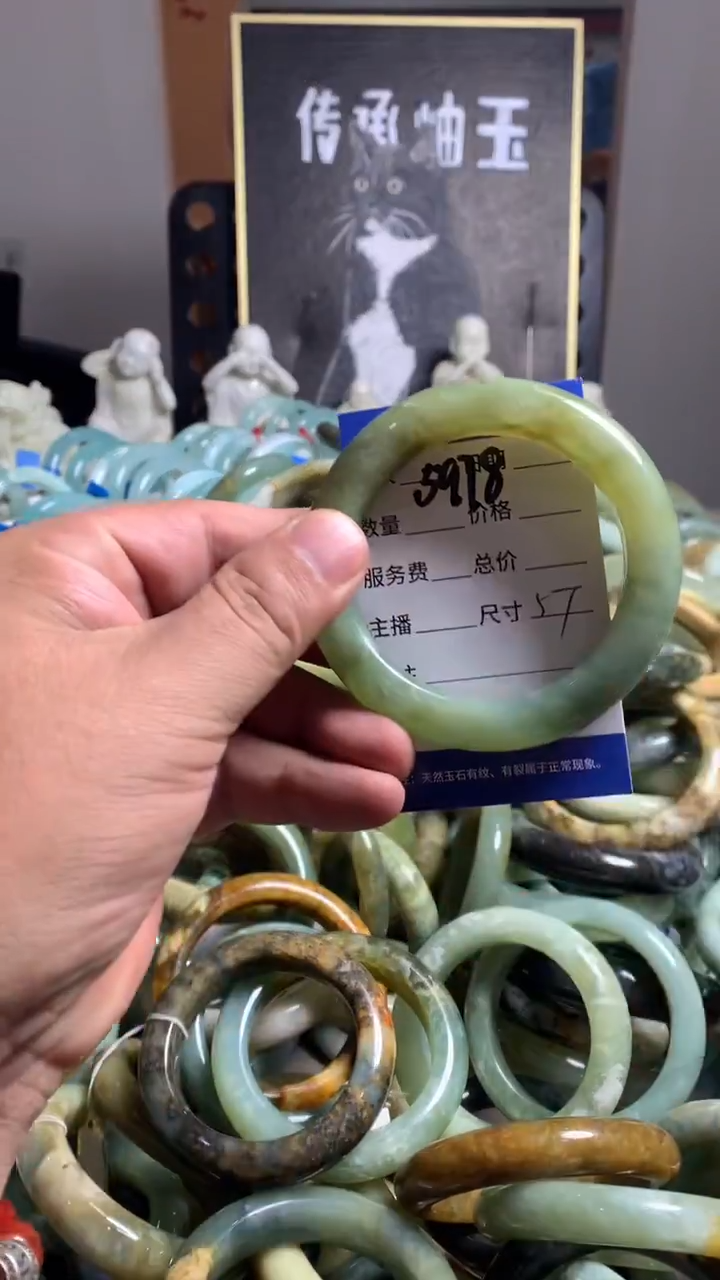 传承岫玉
5978
数量 价格
服务费 总价
主播 尺寸 57
天然玉石有纹、有裂属于正常现象。